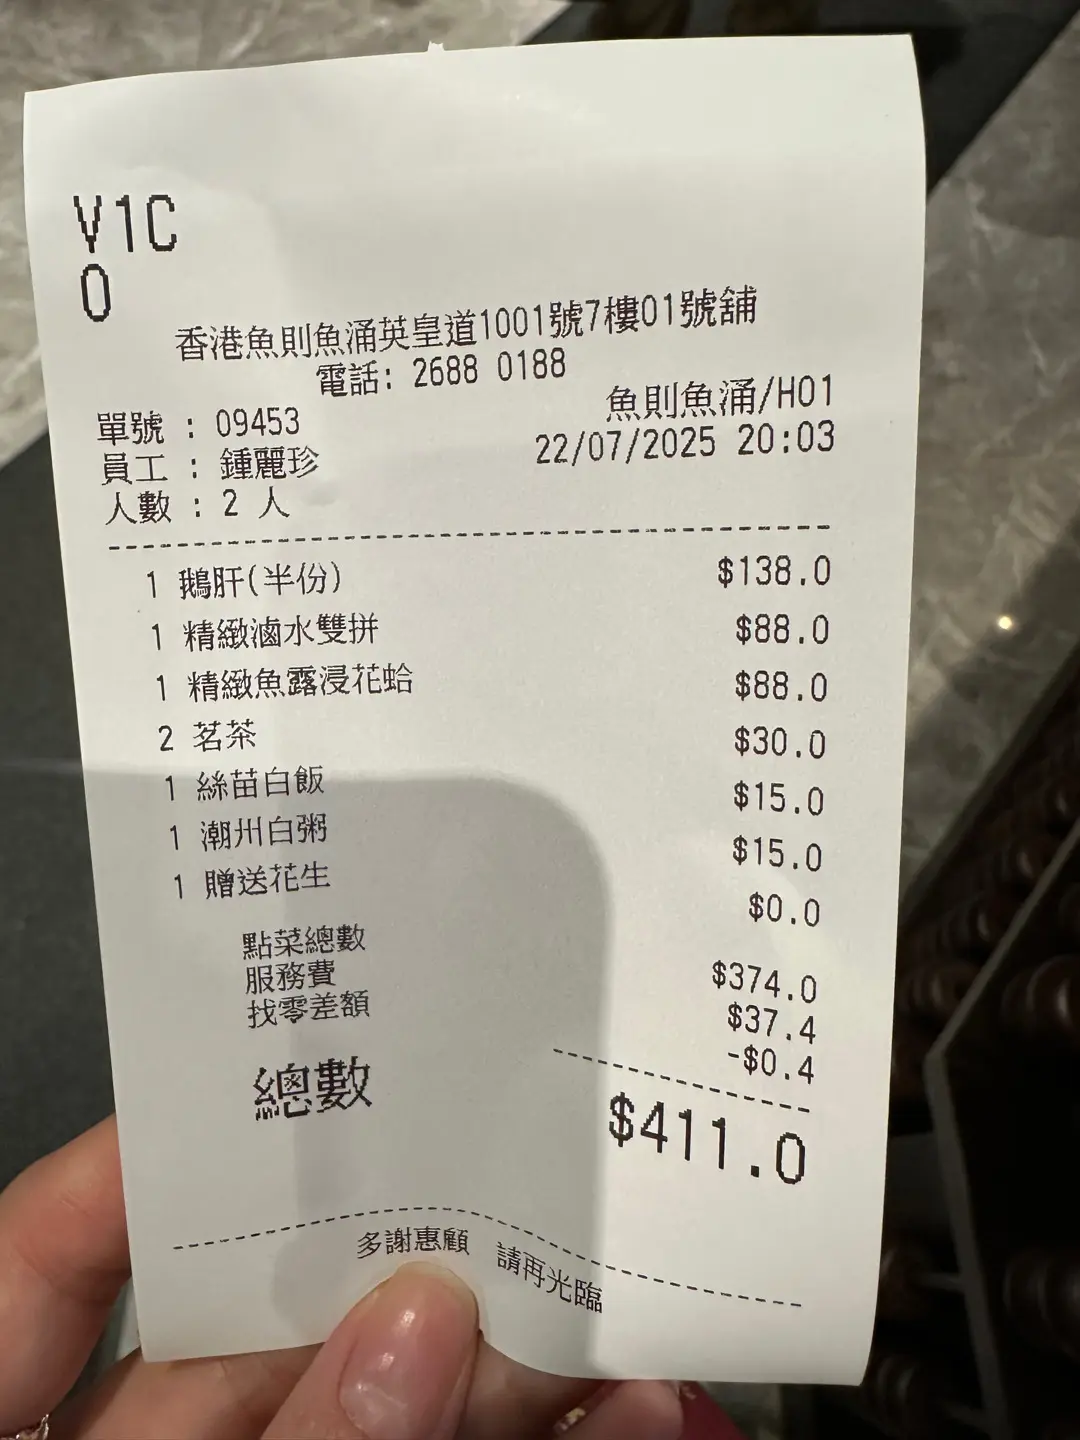 V1C
0
香港魚則魚涌英皇道1001號7樓01號舖
電話: 2688 0188
魚則魚涌/H01
單號 : 09453
22/07/2025 20:03
員工 : 鍾麗珍
人數 : 2 人
1 鵝肝(半份) $138.0
1 精緻滷水雙拼 $88.0
1 精緻魚露浸花蛤 $88.0
2 茗茶 $30.0
1 絲苗白飯 $15.0
1 潮州白粥 $15.0
1 贈送花生 $0.0
點菜總數 $374.0
服務費 $37.4
找零差額 -$0.4
總數 $411.0
多謝惠顧 請再光臨